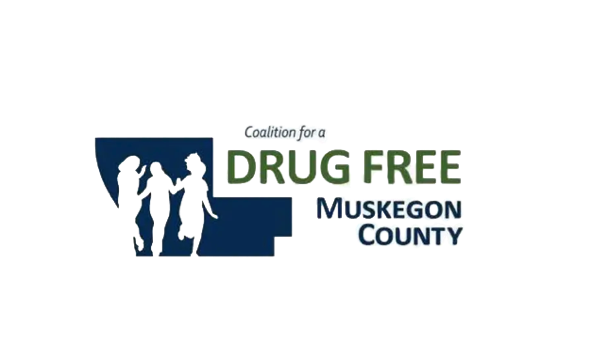 Coalition for a
DRUG FREE
MUSKEGON
COUNTY